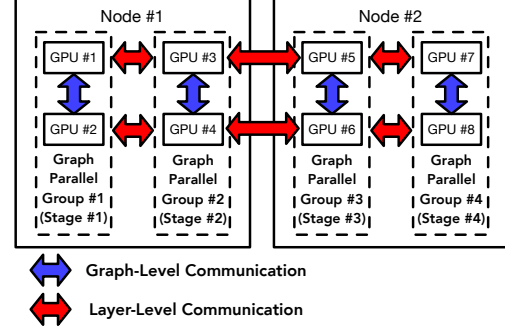 Node #1 Node #2
GPU #1 GPU #3 GPU #5 GPU #7
GPU #2 GPU #4 GPU #6 GPU #8
Graph Graph Graph Graph
Parallel Parallel Parallel Parallel
Group #1 Group #2 Group #3 Group #4
(Stage #1) (Stage #2) (Stage #3) (Stage #4)
Graph-Level Communication
Layer-Level Communication